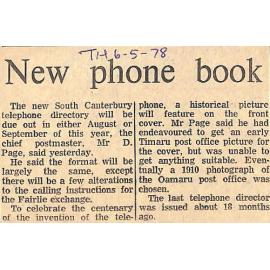 TH 6-5-78
New phone book
The new South Canterbury
telephone directory will be
due out in either August or
September of this year, the
chief postmaster, Mr D.
Page, said yesterday.
He said the format will be
largely the same, except
there will be a few alterations
to the calling instructions for
the Fairlie exchange.
To celebrate the centenary
of the invention of the tele-
phone, a historical picture
will feature on the front
cover. Mr Page said he had
endeavoured to get an early
Timaru post office picture for
the cover, but was unable to
get anything suitable. Even-
tually a 1910 photograph of
the Oamaru post office was
chosen.
The last telephone director
was issued about 18 months
ago.